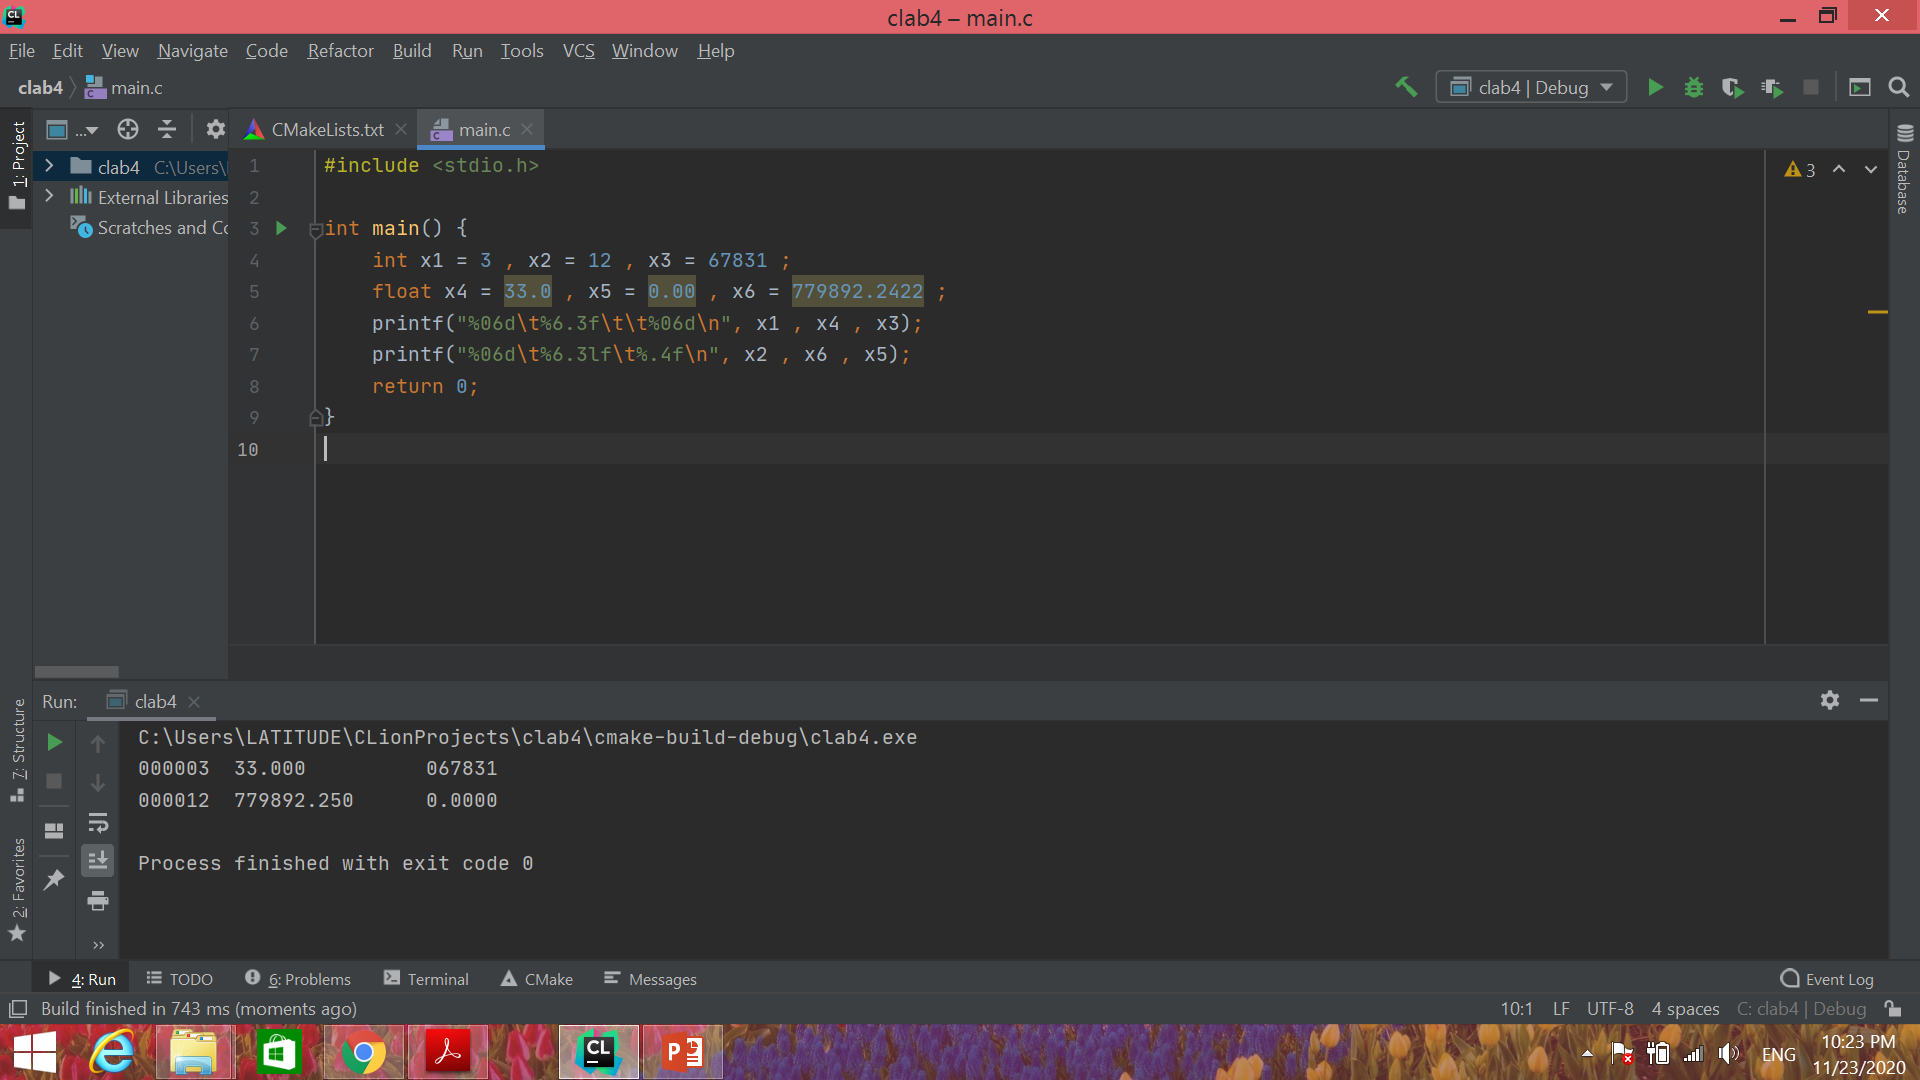 CL
clab4 – main.c
File Edit View Navigate Code Refactor Build Run Tools VCS Window Help
clab4 main.c
clab4 | Debug
1: Project
...
CMakeLists.txt
main.c
clab4 C:\Users\
External Libraries
Scratches and Co
3
Database
1 #include <stdio.h>
2
3 int main() {
4 int x1 = 3 , x2 = 12 , x3 = 67831 ;
5 float x4 = 33.0 , x5 = 0.00 , x6 = 779892.2422 ;
6 printf("%06d\t%6.3f\t\t%06d\n", x1 , x4 , x3);
7 printf("%06d\t%6.3lf\t%.4f\n", x2 , x6 , x5);
8 return 0;
9 }
10
Run: clab4
7: Structure
2: Favorites
C:\Users\LATITUDE\CLionProjects\clab4\cmake-build-debug\clab4.exe
000003 33.000 067831
000012 779892.250 0.0000
Process finished with exit code 0
4: Run TODO 6: Problems Terminal CMake Messages Event Log
Build finished in 743 ms (moments ago) 10:1 LF UTF-8 4 spaces C: clab4 | Debug
CL
P
ENG
10:23 PM
11/23/2020